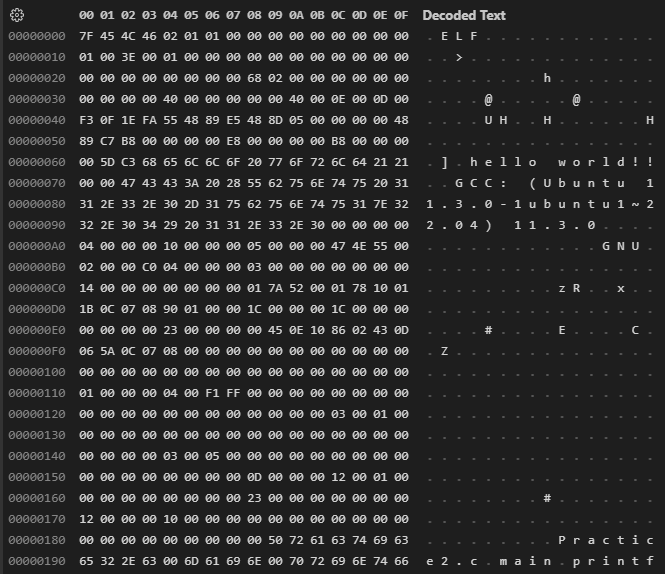 00 01 02 03 04 05 06 07 08 09 0A 0B 0C 0D 0E 0F Decoded Text
00000000 7F 45 4C 46 02 01 01 00 00 00 00 00 00 00 00 00 . E L F . . . . . . . . . . . .
00000010 01 00 3E 00 01 00 00 00 00 00 00 00 00 00 00 00 . . > . . . . . . . . . . . . .
00000020 00 00 00 00 00 00 00 00 68 02 00 00 00 00 00 00 . . . . . . . . h . . . . . . .
00000030 00 00 00 00 40 00 00 00 00 00 40 00 0E 00 0D 00 . . . . @ . . . . . @ . . . . .
00000040 F3 0F 1E FA 55 48 89 E5 48 8D 05 00 00 00 00 48 . . . . U H . . H . . . . . . H
00000050 89 C7 B8 00 00 00 00 E8 00 00 00 00 B8 00 00 00 . . . . . . . . . . . . . . . .
00000060 00 5D C3 68 65 6C 6C 6F 20 77 6F 72 6C 64 21 21 . ] . h e l l o   w o r l d ! !
00000070 00 00 47 43 43 3A 20 28 55 62 75 6E 74 75 20 31 . . G C C :   ( U b u n t u   1
00000080 31 2E 33 2E 30 2D 31 75 62 75 6E 74 75 31 7E 32 1 . 3 . 0 - 1 u b u n t u 1 ~ 2
00000090 32 2E 30 34 29 20 31 31 2E 33 2E 30 00 00 00 00 2 . 0 4 )   1 1 . 3 . 0 . . . .
000000A0 04 00 00 00 10 00 00 00 05 00 00 00 47 4E 55 00 . . . . . . . . . . . . G N U .
000000B0 02 00 00 C0 04 00 00 00 03 00 00 00 00 00 00 00 . . . . . . . . . . . . . . . .
000000C0 14 00 00 00 00 00 00 00 01 7A 52 00 01 78 10 01 . . . . . . . . . z R . . x . .
000000D0 1B 0C 07 08 90 01 00 00 1C 00 00 00 1C 00 00 00 . . . . . . . . . . . . . . . .
000000E0 00 00 00 00 23 00 00 00 00 45 0E 10 86 02 43 0D . . . . # . . . . E . . . . C .
000000F0 06 5A 0C 07 08 00 00 00 00 00 00 00 00 00 00 00 . Z . . . . . . . . . . . . . .
00000100 00 00 00 00 00 00 00 00 00 00 00 00 00 00 00 00 . . . . . . . . . . . . . . . .
00000110 01 00 00 00 04 00 F1 FF 00 00 00 00 00 00 00 00 . . . . . . . . . . . . . . . .
00000120 00 00 00 00 00 00 00 00 00 00 00 00 03 00 01 00 . . . . . . . . . . . . . . . .
00000130 00 00 00 00 00 00 00 00 00 00 00 00 00 00 00 00 . . . . . . . . . . . . . . . .
00000140 00 00 00 00 03 00 05 00 00 00 00 00 00 00 00 00 . . . . . . . . . . . . . . . .
00000150 00 00 00 00 00 00 00 00 0D 00 00 00 12 00 01 00 . . . . . . . . . . . . . . . .
00000160 00 00 00 00 00 00 00 00 23 00 00 00 00 00 00 00 . . . . . . . . # . . . . . . .
00000170 12 00 00 00 10 00 00 00 00 00 00 00 00 00 00 00 . . . . . . . . . . . . . . . .
00000180 00 00 00 00 00 00 00 00 00 50 72 61 63 74 69 63 . . . . . . . . . P r a c t i c
00000190 65 32 2E 63 00 6D 61 69 6E 00 70 72 69 6E 74 66 e 2 . c . m a i n . p r i n t f